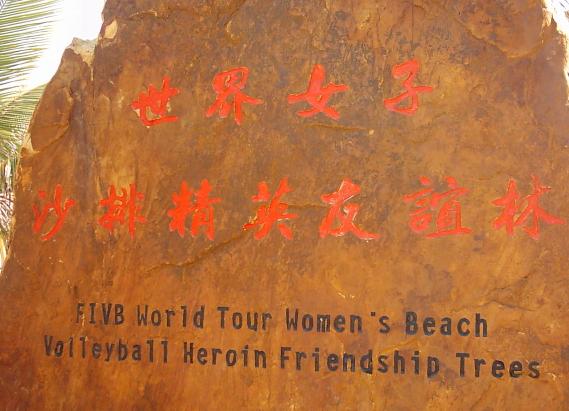 世界女子
沙排精英友誼林
FIVB World Tour Women's Beach
Volleyball Heroin Friendship Trees